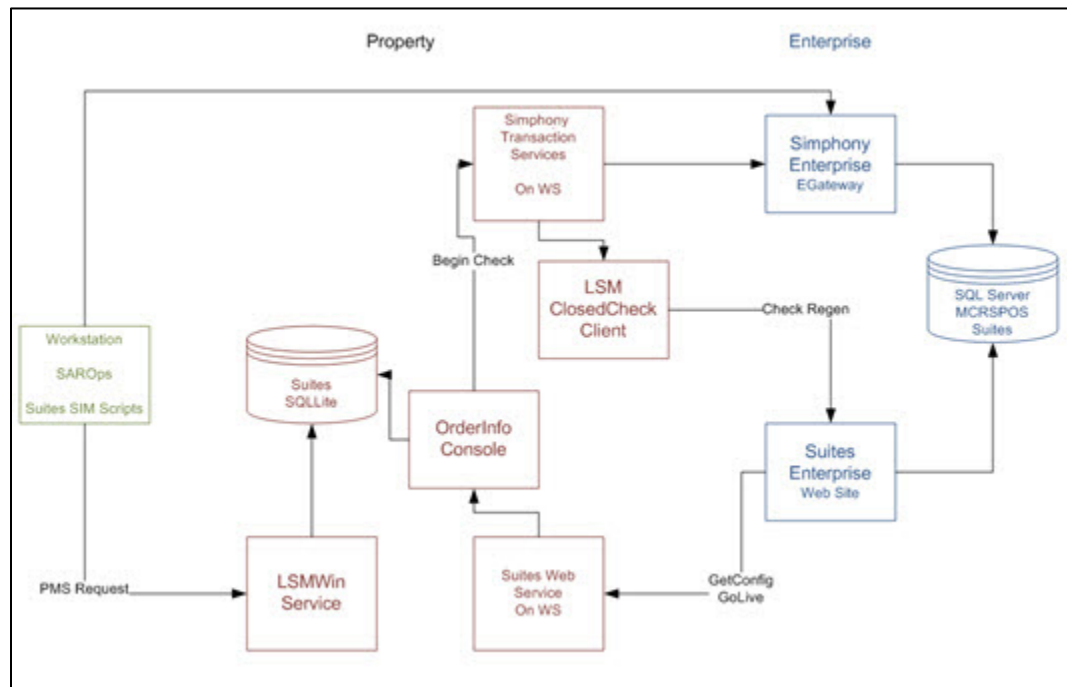 Property
Enterprise
Simphony
Transaction
Services
On WS
Simphony
Enterprise
EGateway
Begin Check
LSM
ClosedCheck
Client
Check Regen
SQL Server
MCRSPOS
Suites
Workstation
SAROps
Suites SIM Scripts
Suites
SQLLite
OrderInfo
Console
Suites
Enterprise
Web Site
PMS Request
LSMWin
Service
Suites Web
Service
On WS
GetConfig
GoLive